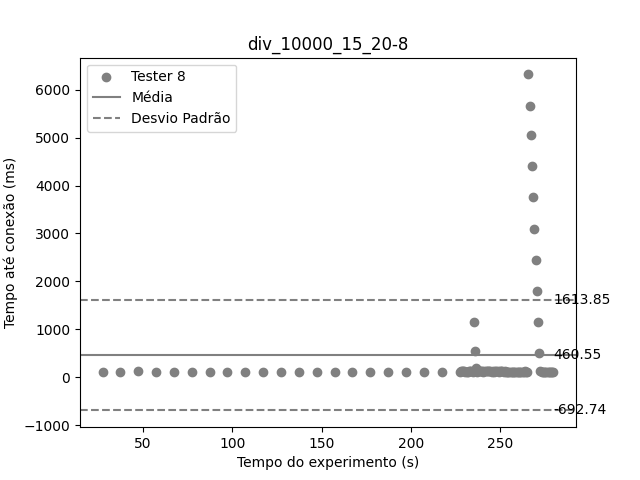 div_10000_15_20-8
Tester 8
Média
Desvio Padrão
6000
5000
4000
3000
2000
1000
0
−1000
1613.85
460.55
-692.74
50
100
150
200
250
Tempo até conexão (ms)
Tempo do experimento (s)